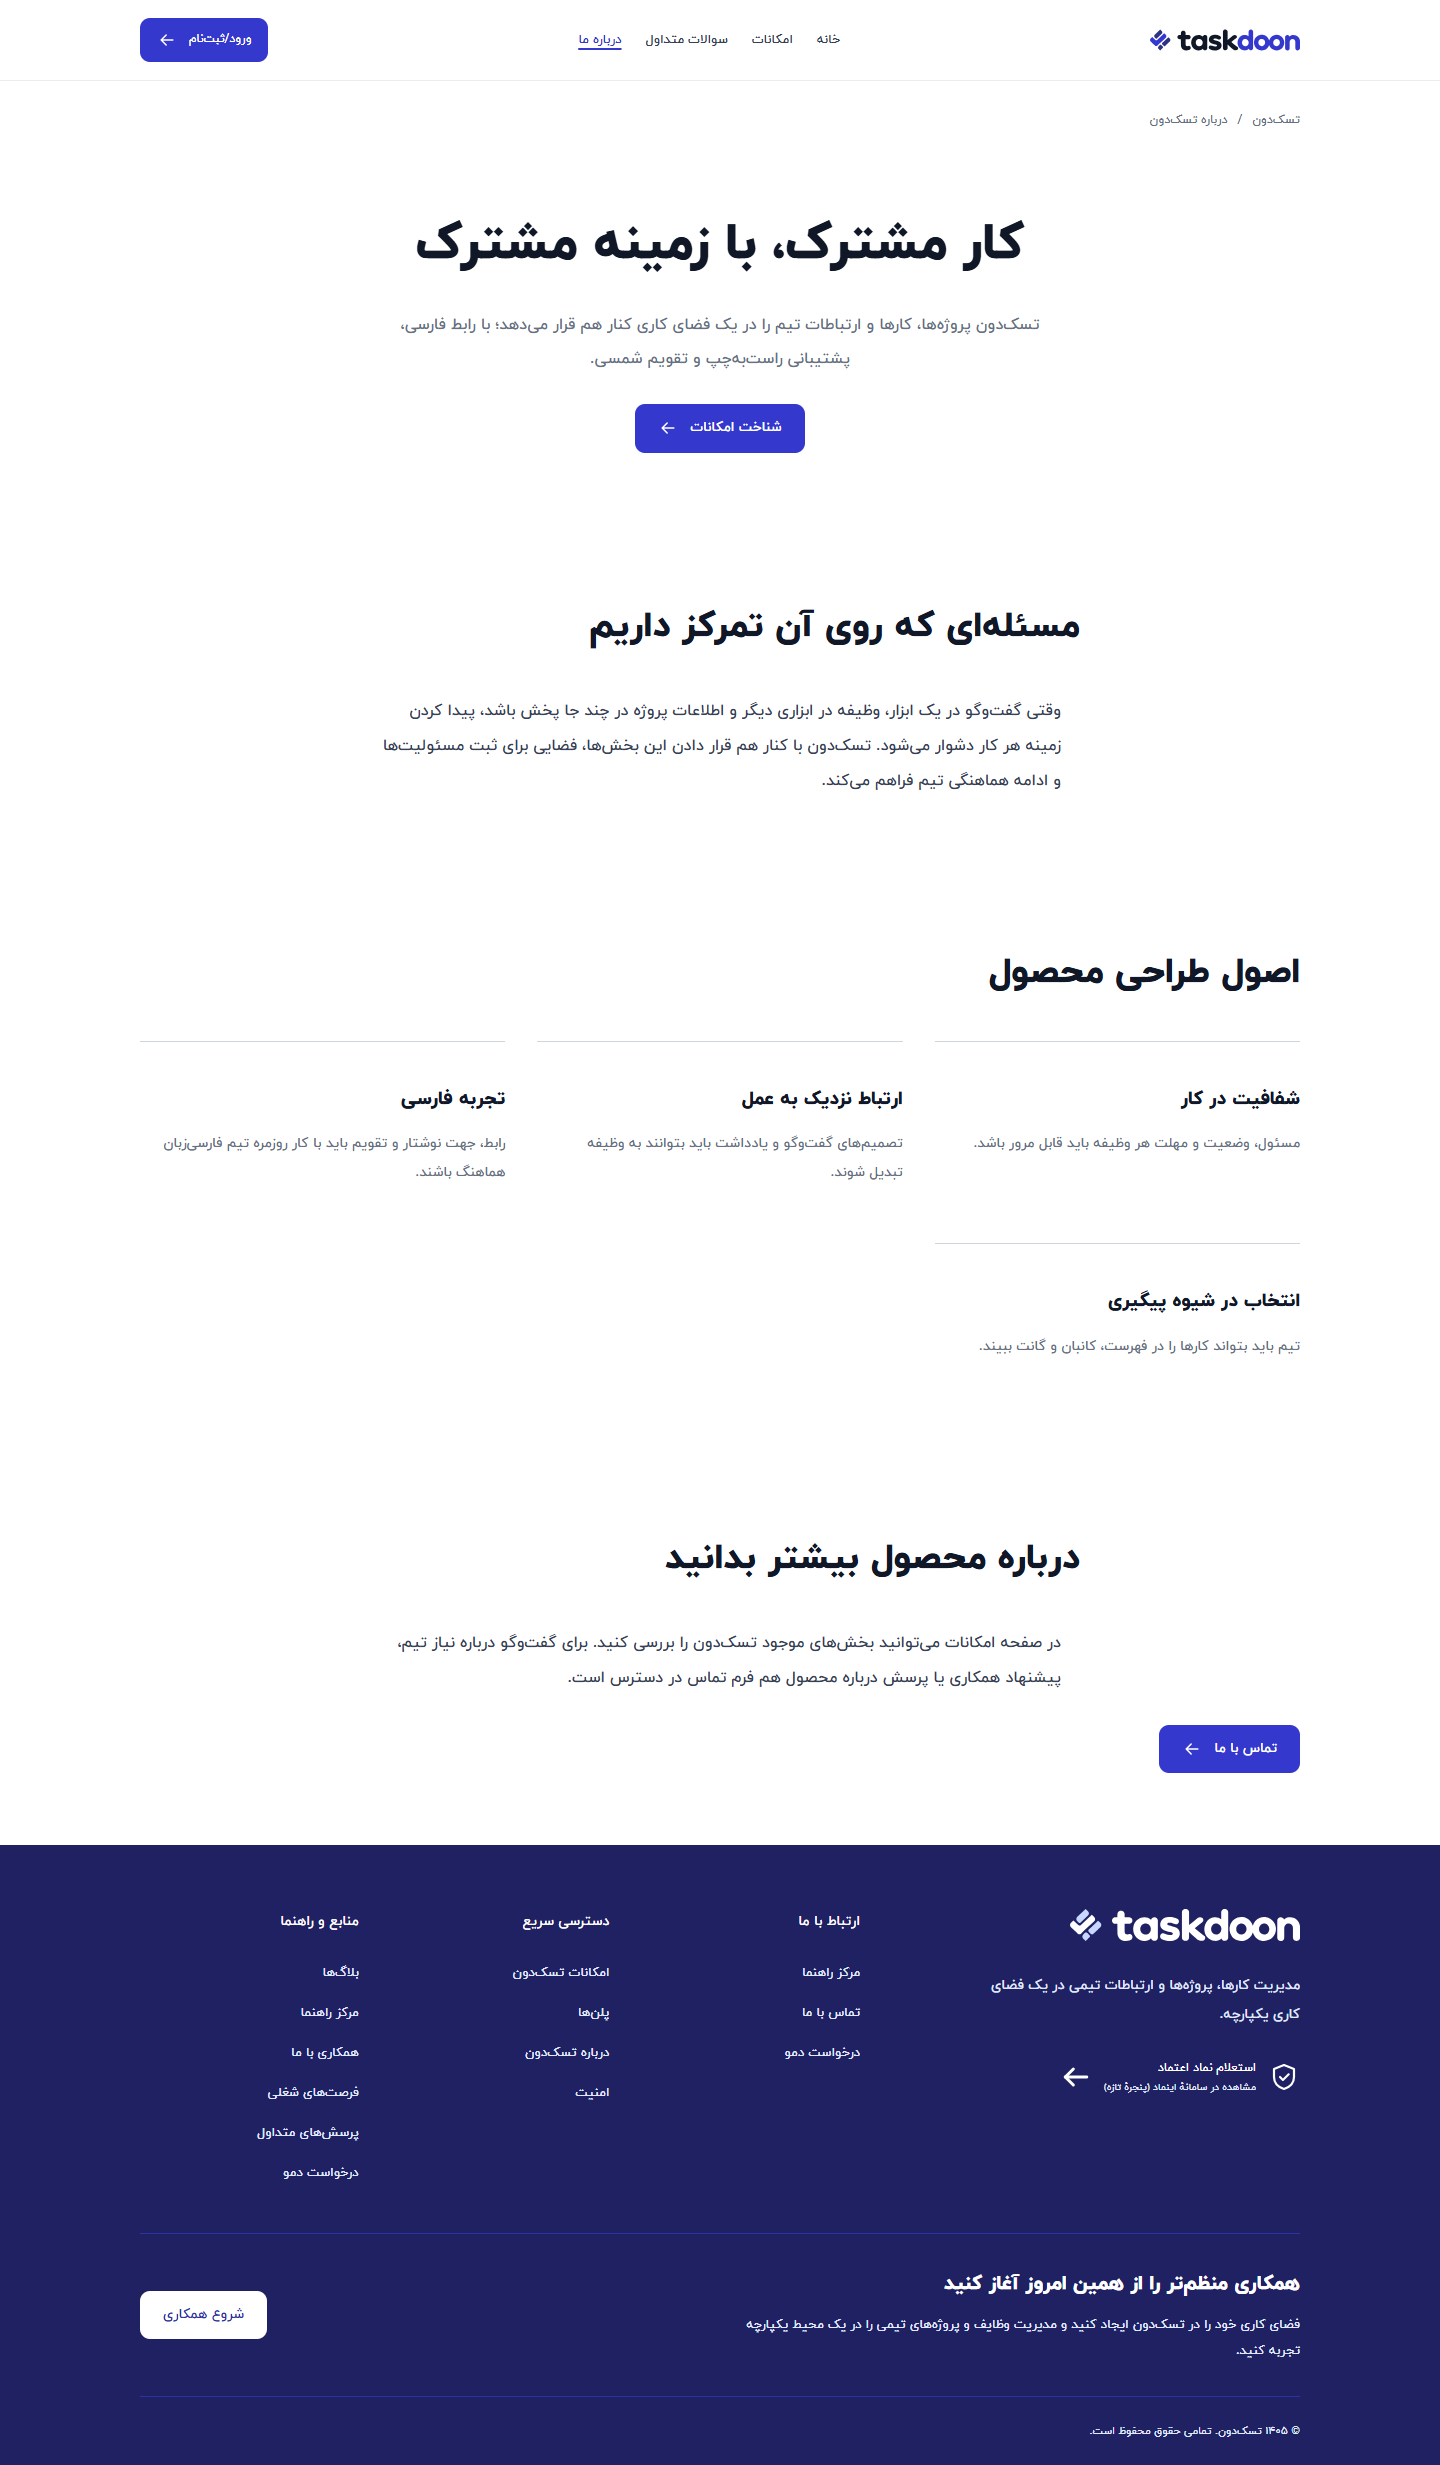 taskdoon
خانه
امکانات
سوالات متداول
درباره ما
ورود/ثبت‌نام
تسک‌دون / درباره تسک‌دون
کار مشترک، با زمینه مشترک
تسک‌دون پروژه‌ها، کارها و ارتباطات تیم را در یک فضای کاری کنار هم قرار می‌دهد؛ با رابط فارسی،
پشتیبانی راست‌به‌چپ و تقویم شمسی.
شناخت امکانات
مسئله‌ای که روی آن تمرکز داریم
وقتی گفت‌وگو در یک ابزار، وظیفه در ابزاری دیگر و اطلاعات پروژه در چند جا پخش باشد، پیدا کردن
زمینه هر کار دشوار می‌شود. تسک‌دون با کنار هم قرار دادن این بخش‌ها، فضایی برای ثبت مسئولیت‌ها
و ادامه هماهنگی تیم فراهم می‌کند.
اصول طراحی محصول
شفافیت در کار
مسئول، وضعیت و مهلت هر وظیفه باید قابل مرور باشد.
ارتباط نزدیک به عمل
تصمیم‌های گفت‌وگو و یادداشت باید بتوانند به وظیفه
تبدیل شوند.
تجربه فارسی
رابط، جهت نوشتار و تقویم باید با کار روزمره تیم فارسی‌زبان
هماهنگ باشند.
انتخاب در شیوه پیگیری
تیم باید بتواند کارها را در فهرست، کانبان و گانت ببیند.
درباره محصول بیشتر بدانید
در صفحه امکانات می‌توانید بخش‌های موجود تسک‌دون را بررسی کنید. برای گفت‌وگو درباره نیاز تیم،
پیشنهاد همکاری یا پرسش درباره محصول هم فرم تماس در دسترس است.
تماس با ما
taskdoon
مدیریت کارها، پروژه‌ها و ارتباطات تیمی در یک فضای
کاری یکپارچه.
استعلام نماد اعتماد
مشاهده در سامانهٔ اینماد (پنجرهٔ تازه)
ارتباط با ما
مرکز راهنما
تماس با ما
درخواست دمو
دسترسی سریع
امکانات تسک‌دون
پلن‌ها
درباره تسک‌دون
امنیت
منابع و راهنما
بلاگ‌ها
مرکز راهنما
همکاری با ما
فرصت‌های شغلی
پرسش‌های متداول
درخواست دمو
همکاری منظم‌تر را از همین امروز آغاز کنید
فضای کاری خود را در تسک‌دون ایجاد کنید و مدیریت وظایف و پروژه‌های تیمی را در یک محیط یکپارچه
تجربه کنید.
شروع همکاری
© ۱۴۰۵ تسک‌دون. تمامی حقوق محفوظ است.